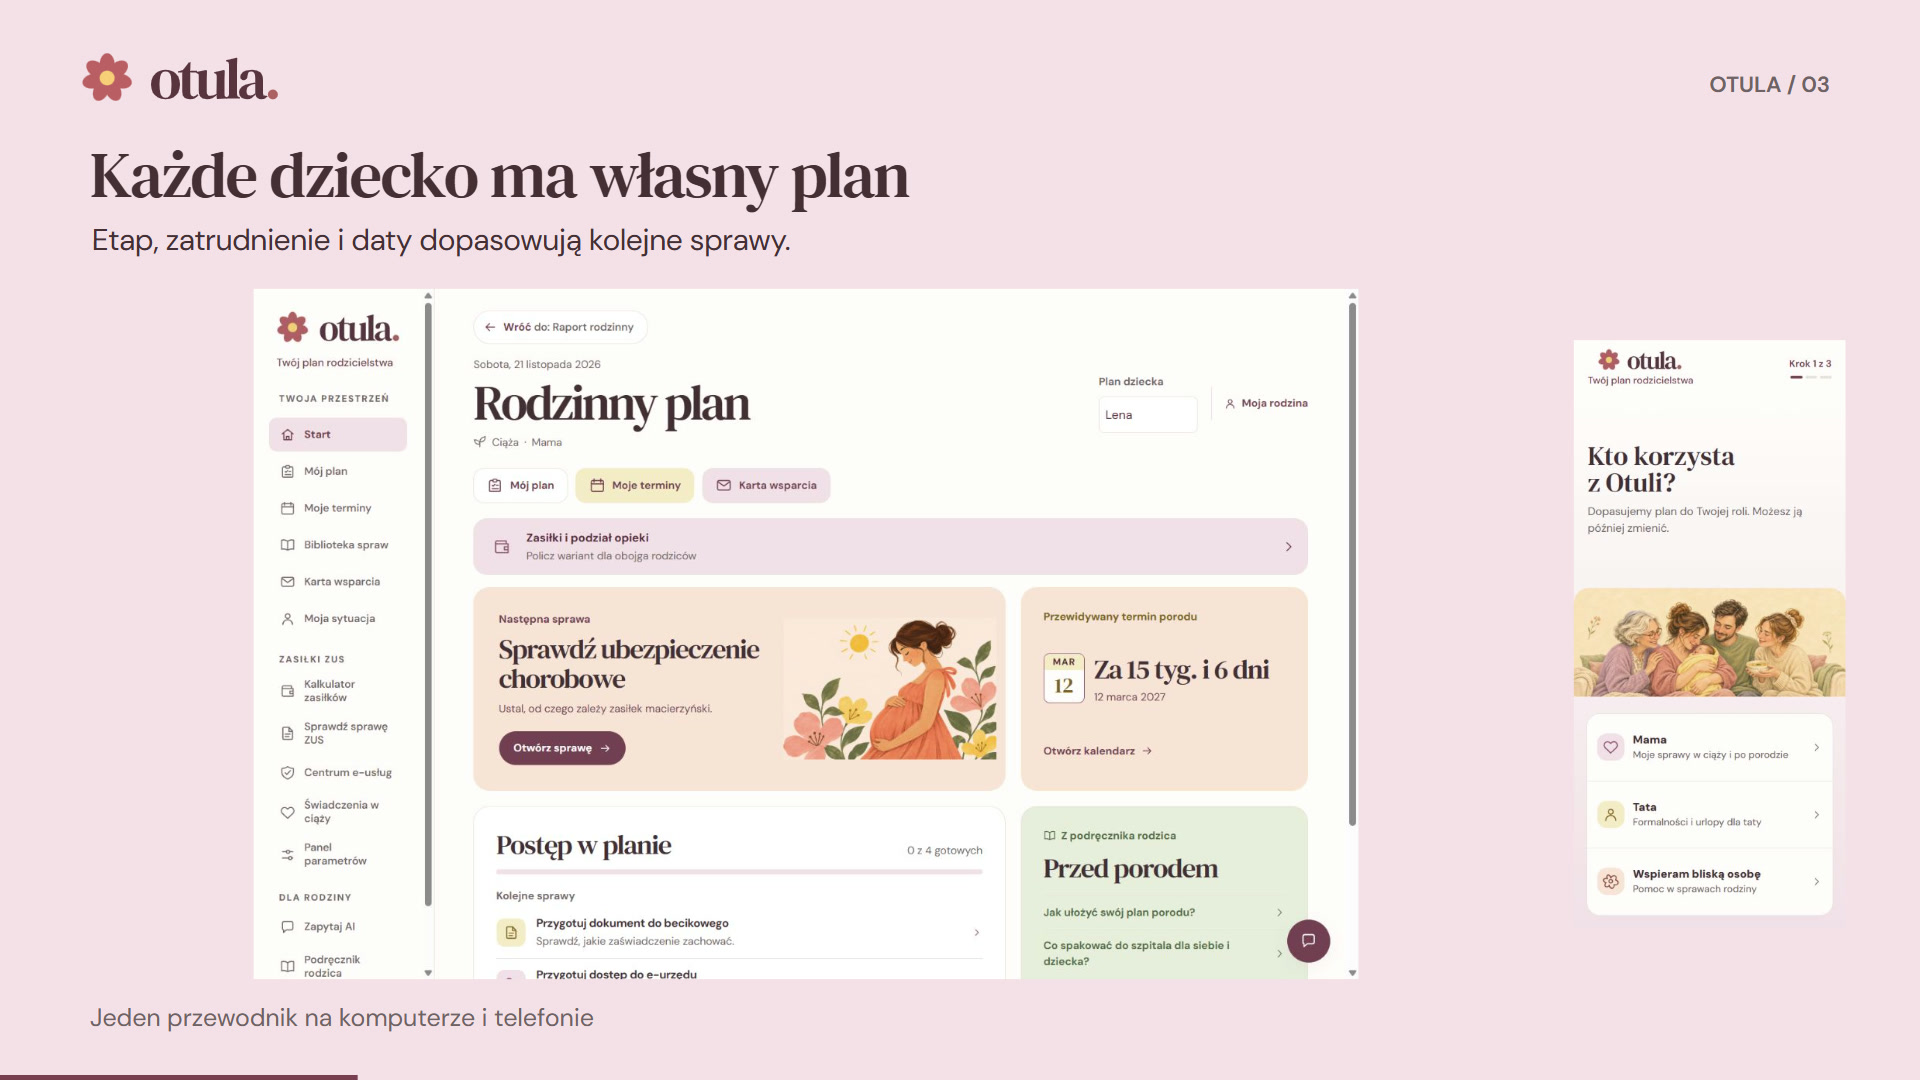 otula.
OTULA / 03
Każde dziecko ma własny plan
Etap, zatrudnienie i daty dopasowują kolejne sprawy.
otula.
Twój plan rodzicielstwa
TWOJA PRZESTRZEŃ
Start
Mój plan
Moje terminy
Biblioteka spraw
Karta wsparcia
Moja sytuacja
ZASIŁKI ZUS
Kalkulator
zasiłków
Sprawdź sprawę
ZUS
Centrum e-usług
Świadczenia w
ciąży
Panel
parametrów
DLA RODZINY
Zapytaj AI
Podręcznik
rodzica
Wróć do: Raport rodzinny
Sobota, 21 listopada 2026
Rodzinny plan
Ciąża · Mama
Plan dziecka
Lena
Moja rodzina
Mój plan
Moje terminy
Karta wsparcia
Zasiłki i podział opieki
Policz wariant dla obojga rodziców
Następna sprawa
Sprawdź ubezpieczenie
chorobowe
Ustal, od czego zależy zasiłek macierzyński.
Otwórz sprawę →
Przewidywany termin porodu
MAR
12
Za 15 tyg. i 6 dni
12 marca 2027
Otwórz kalendarz →
Postęp w planie
0 z 4 gotowych
Kolejne sprawy
Przygotuj dokument do becikowego
Sprawdź, jakie zaświadczenie zachować.
Przygotuj dostęp do e-urzędu
Z podręcznika rodzica
Przed porodem
Jak ułożyć swój plan porodu?
Co spakować do szpitala dla siebie i
dziecka?
otula.
Twój plan rodzicielstwa
Krok 1 z 3
Kto korzysta
z Otuli?
Dopasujemy plan do Twojej roli. Możesz ją
później zmienić.
Mama
Moje sprawy w ciąży i po porodzie
Tata
Formalności i urlopy dla taty
Wspieram bliską osobę
Pomoc w sprawach rodziny
Jeden przewodnik na komputerze i telefonie